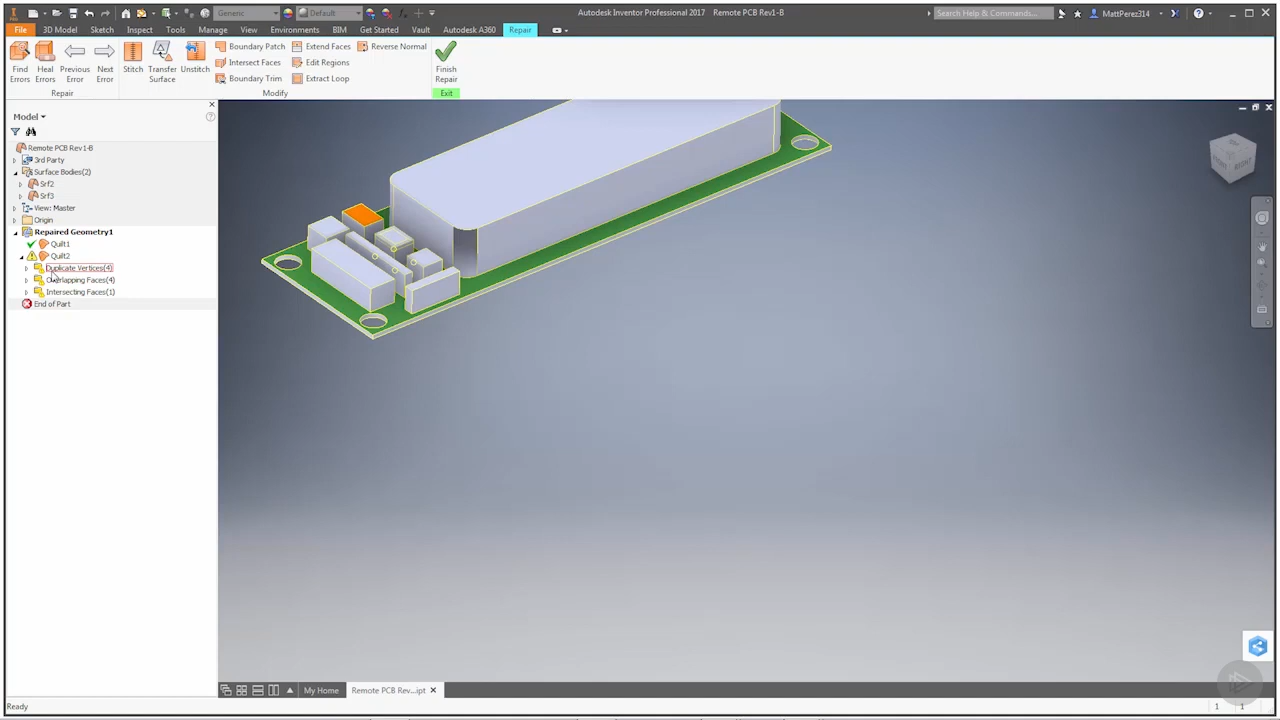 Generic
Default
Autodesk Inventor Professional 2017 Remote PCB Rev1-B
Search Help & Commands...
MattPerez314
File 3D Model Sketch Inspect Tools Manage View Environments BIM Get Started Vault Autodesk A360 Repair
Find Errors
Heal Errors
Previous Error
Next Error
Stitch
Transfer Surface
Unstitch
Boundary Patch
Intersect Faces
Boundary Trim
Extend Faces
Edit Regions
Extract Loop
Reverse Normal
Finish Repair
Repair
Modify
Exit
Model
Remote PCB Rev1-B
3rd Party
Surface Bodies(2)
Srf2
Srf3
View: Master
Origin
Repaired Geometry1
Quilt1
Quilt2
Duplicate Vertices(4)
Overlapping Faces(4)
Intersecting Faces(1)
End of Part
RIGHT
My Home
Remote PCB Rev...ipt
Ready
1 1